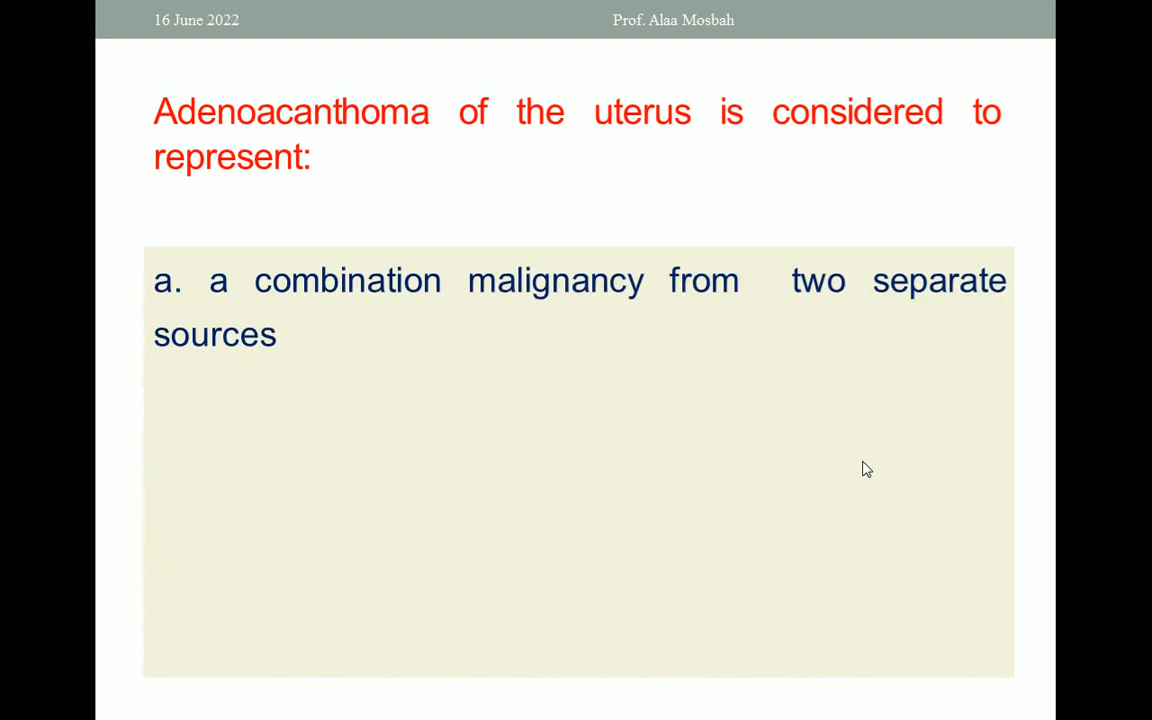 16 June 2022 Prof. Alaa Mosbah
Adenoacanthoma of the uterus is considered to
represent:
a. a combination malignancy from two separate
sources